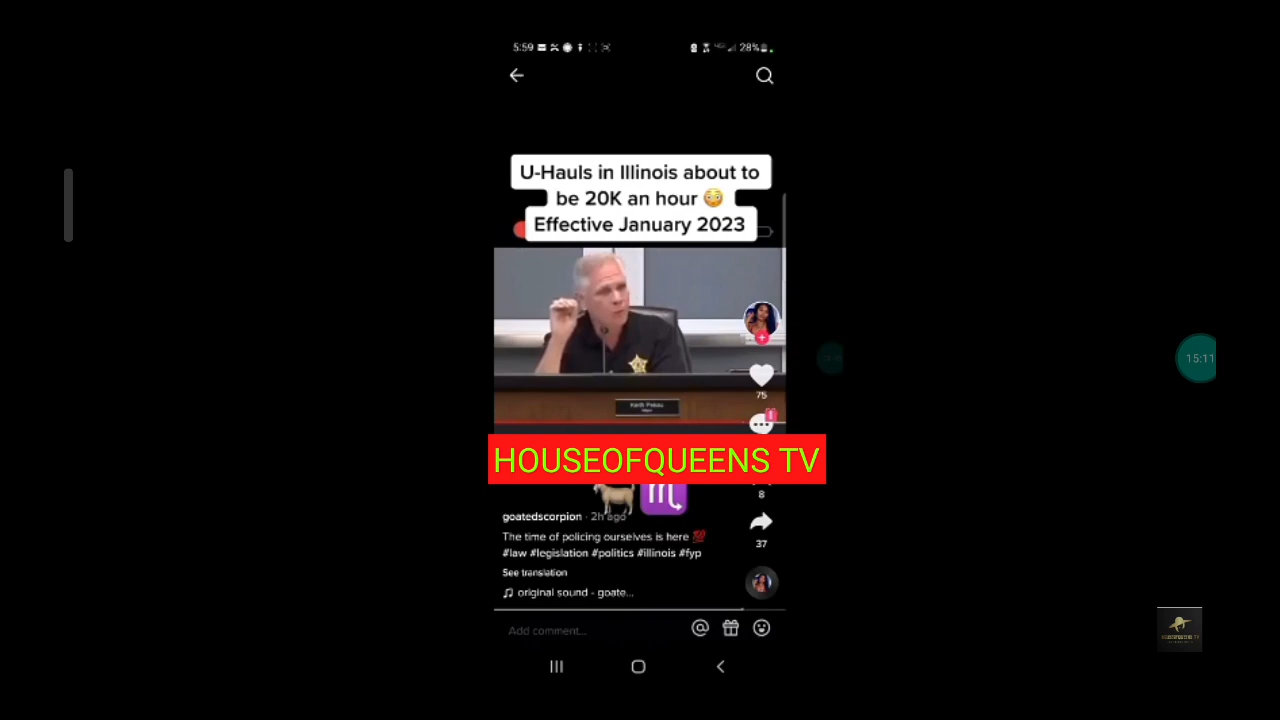 5:59
28%
U-Hauls in Illinois about to
be 20K an hour 😳
Effective January 2023
75
HOUSEOFQUEENS TV
8
goatedscorpion · 2h ago
The time of policing ourselves is here 💯
#law #legislation #politics #illinois #fyp
37
See translation
original sound - goate...
Add comment...
15:11